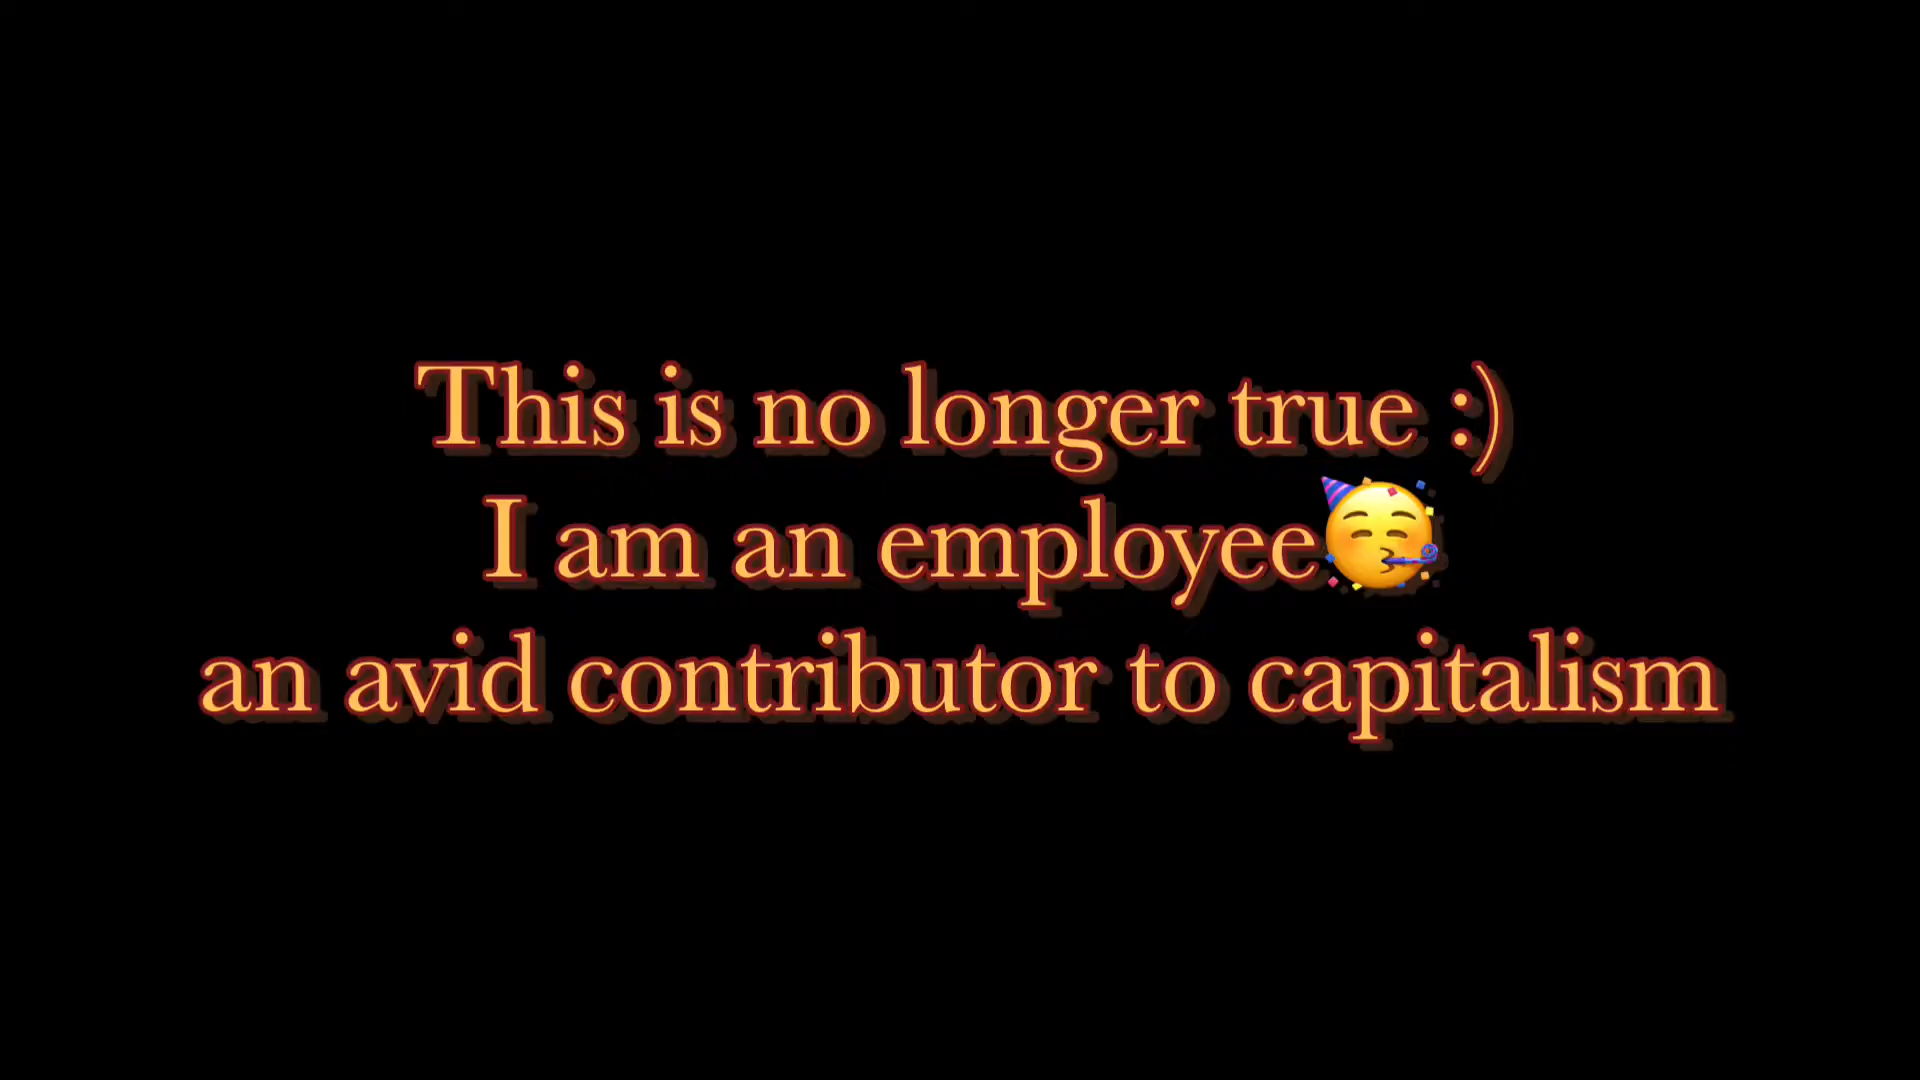 This is no longer true :)
I am an employee🥳
an avid contributor to capitalism